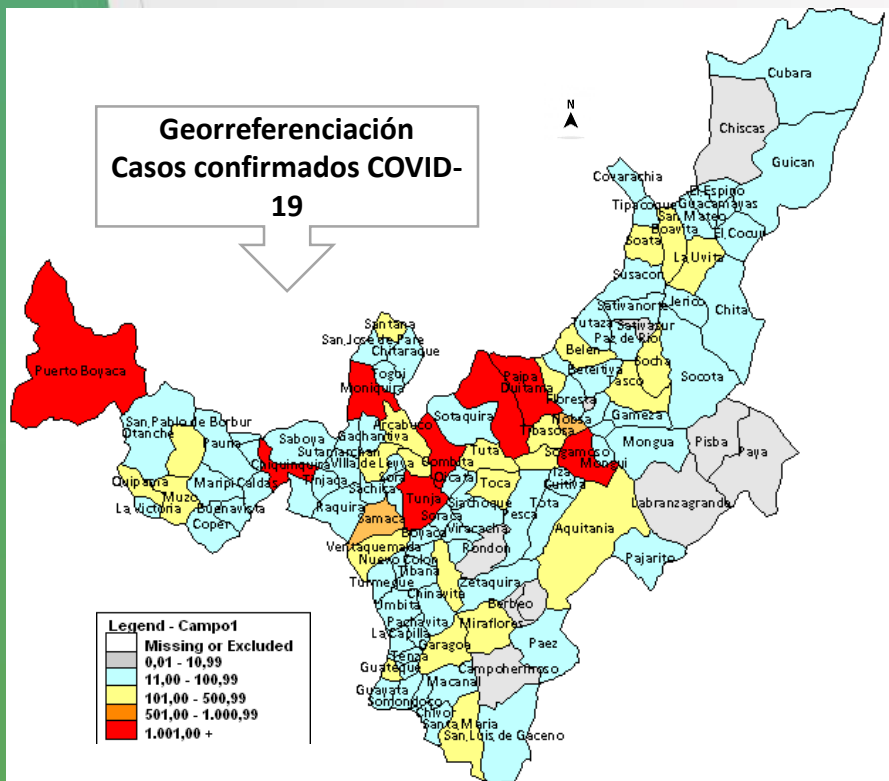 Georreferenciación
Casos confirmados COVID-
19
N
Cubara
Chiscas
Guican
Covarachia
El Espino
Tipacoque
Guacamayas
San Mateo
Boavita
El Cocuy
Soata
La Uvita
Susacon
Sativanorte
Jerico
Chita
Tutaza
Sativasur
Paz de Rio
Santana
San Jose de Pare
Chitaraque
Togui
Moniquira
Puerto Boyaca
Belen
Socha
Beteitiva
Tasco
Socota
Paipa
Duitama
Floresta
San Pablo de Borbur
Otanche
Pauna
Saboya
Sotaquira
Arcabuco
Gachantiva
Nobsa
Gameza
Tibasosa
Sutamarchan
Villa de Leyva
Combita
Tuta
Sogamoso
Mongua
Mongui
Pisba
Paya
Chiquinquira
Quipama
Muzo
Maripi
Caldas
Tinjada
Sora
Oicata
Iza
Cuitiva
La Victoria
Buenavista
Coper
Raquira
Sachica
Tunja
Toca
Siachoque
Tota
Labranzagrande
Samaca
Soraca
Pesca
Aquitania
Boyaca
Viracacha
Ventaquemada
Rondon
Pajarito
Nuevo Colon
Tibana
Turmeque
Chinavita
Zetaquira
Umbita
Berbeo
Pachavita
Miraflores
La Capilla
Garagoa
Paez
Tenza
Guateque
Campohermoso
Macanal
Guayata
Somondoco
Chivor
Santa Maria
San Luis de Gaceno
Legend - Campo1
Missing or Excluded
0,01 - 10,99
11,00 - 100,99
101,00 - 500,99
501,00 - 1.000,99
1.001,00 +